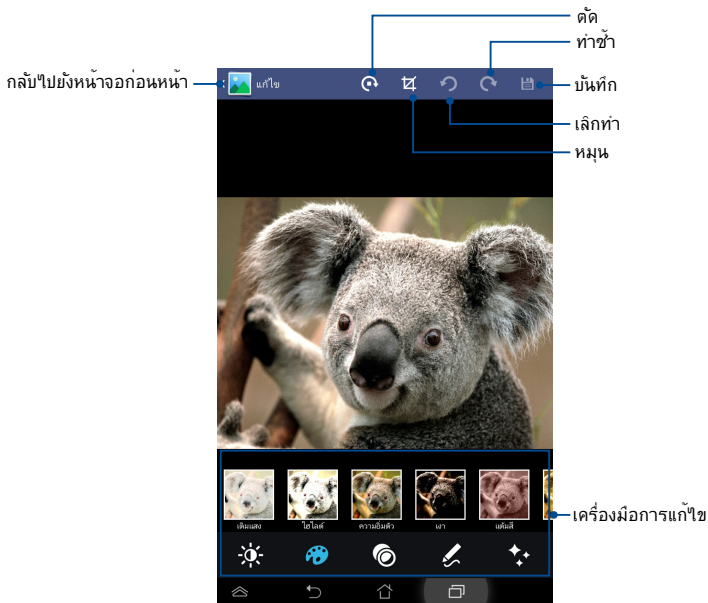 ตัด
ทำซ้ำ
กลับไปยังหน้าจอก่อนหน้า
แก้ไข
บันทึก
เลิกทำ
หมุน
เติมแสง
ไฮไลต์
ความอิ่มตัว
เงา
แต้มสี
เครื่องมือการแก้ไข